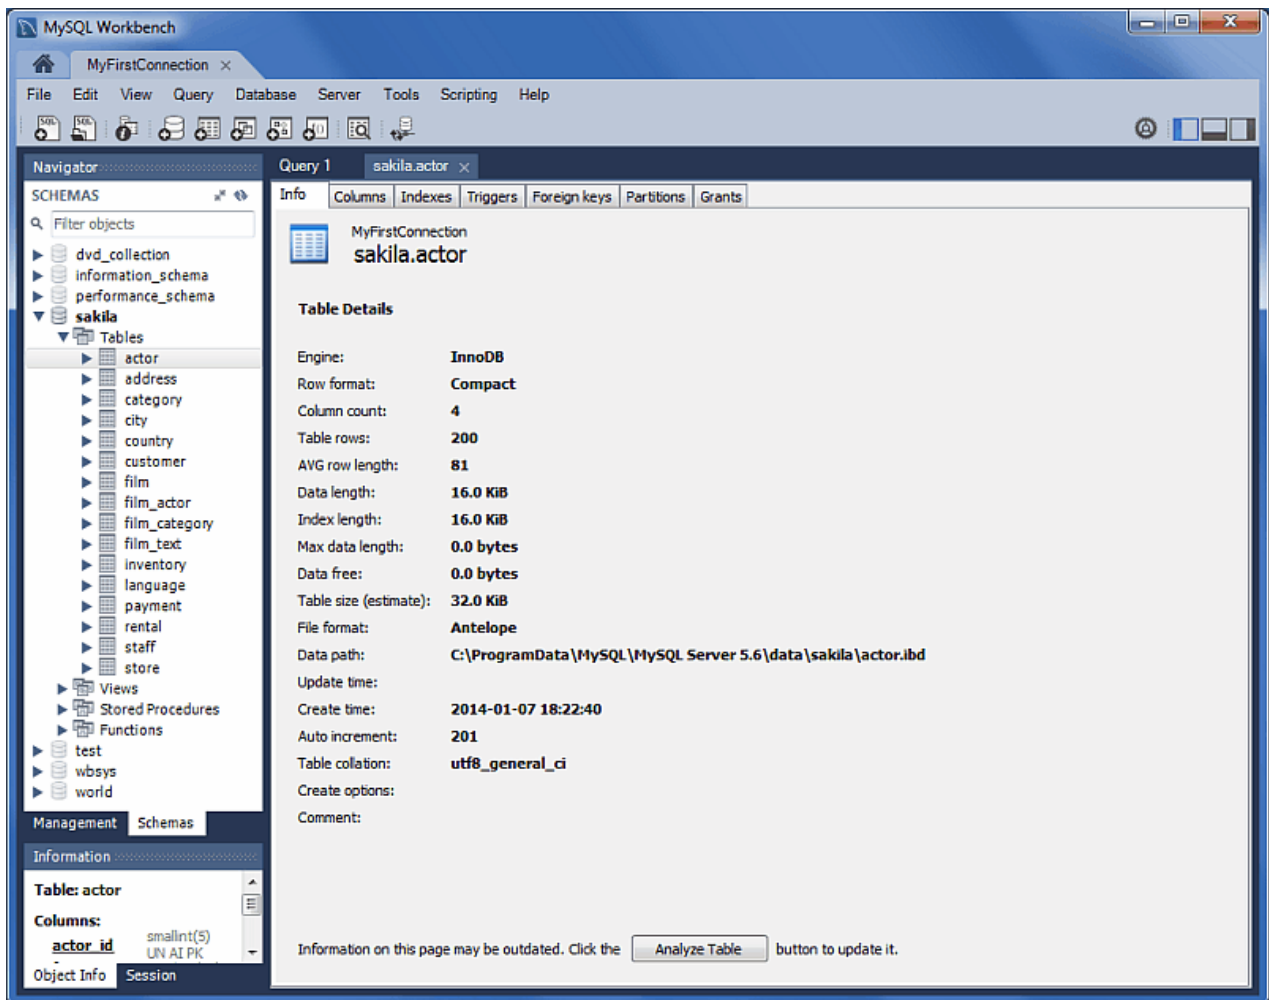 MySQL Workbench
MyFirstConnection
File Edit View Query Database Server Tools Scripting Help
SQL SQL
Navigator
SCHEMAS
Filter objects
dvd_collection
information_schema
performance_schema
sakila
Tables
actor
address
category
city
country
customer
film
film_actor
film_category
film_text
inventory
language
payment
rental
staff
store
Views
Stored Procedures
Functions
test
wbsys
world
Management Schemas
Information
Table: actor
Columns:
actor_id smallint(5)
UN AI PK
Object Info Session
Query 1 sakila.actor
Info Columns Indexes Triggers Foreign keys Partitions Grants
MyFirstConnection
sakila.actor
Table Details
Engine: InnoDB
Row format: Compact
Column count: 4
Table rows: 200
AVG row length: 81
Data length: 16.0 KiB
Index length: 16.0 KiB
Max data length: 0.0 bytes
Data free: 0.0 bytes
Table size (estimate): 32.0 KiB
File format: Antelope
Data path: C:\ProgramData\MySQL\MySQL Server 5.6\data\sakila\actor.ibd
Update time:
Create time: 2014-01-07 18:22:40
Auto increment: 201
Table collation: utf8_general_ci
Create options:
Comment:
Information on this page may be outdated. Click the Analyze Table button to update it.